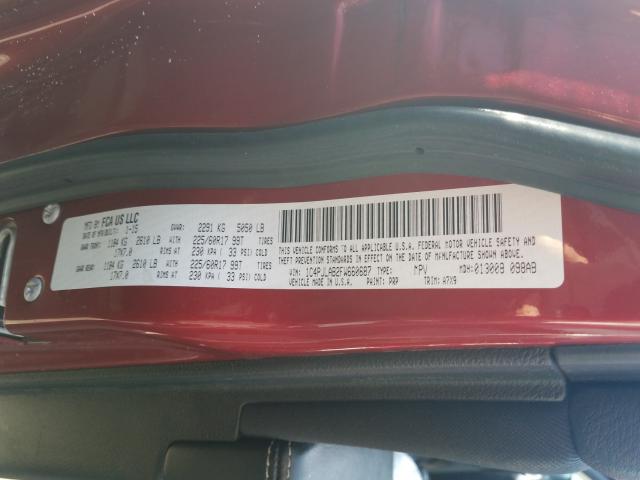 MFD BY: FCA US LLC
DATE OF MFR: 1-15 GVWR: 2291 KG 5050 LB
GAWR FRONT: 1184 KG 2610 LB WITH 225/60R17 99T TIRES
17X7.0 RIMS AT 230 KPA ( 33 PSI) COLD
GAWR REAR: 1184 KG 2610 LB WITH 225/60R17 99T TIRES
17X7.0 RIMS AT 230 KPA ( 33 PSI) COLD
THIS VEHICLE CONFORMS TO ALL APPLICABLE U.S.A. FEDERAL MOTOR VEHICLE SAFETY AND
THEFT PREVENTION STANDARDS IN EFFECT ON THE DATE OF MANUFACTURE SHOWN ABOVE.
VIN: 1C4PJLAB2FW660687 TYPE: MPV MDH: 013009 098AB
VEHICLE MADE IN U.S.A. PAINT: PRP TRIM: A7X9